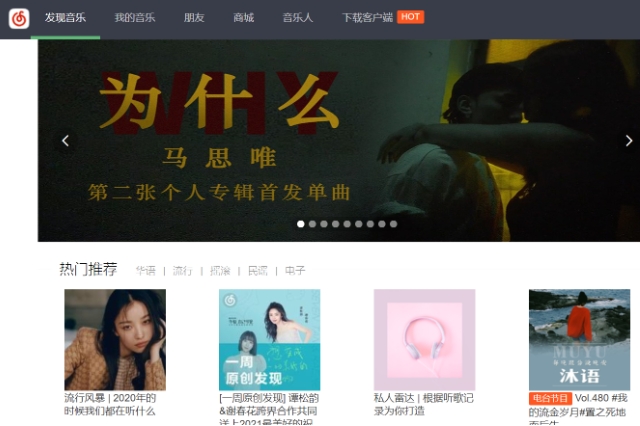 发现音乐 我的音乐 朋友 商城 音乐人 下载客户端 HOT
WHY
为什么
马思唯
第二张个人专辑首发单曲
热门推荐 华语 | 流行 | 摇滚 | 民谣 | 电子
一周
原创发现
MUYU
沐语
流行风暴 | 2020年的
时候我们都在听什么
[一周原创发现] 谭松韵
&谢春花跨界合作共同
送上2021最美好的祝
私人雷达 | 根据听歌记
录为你打造
电台节目 Vol.480 #我
的流金岁月#置之死地
而后生